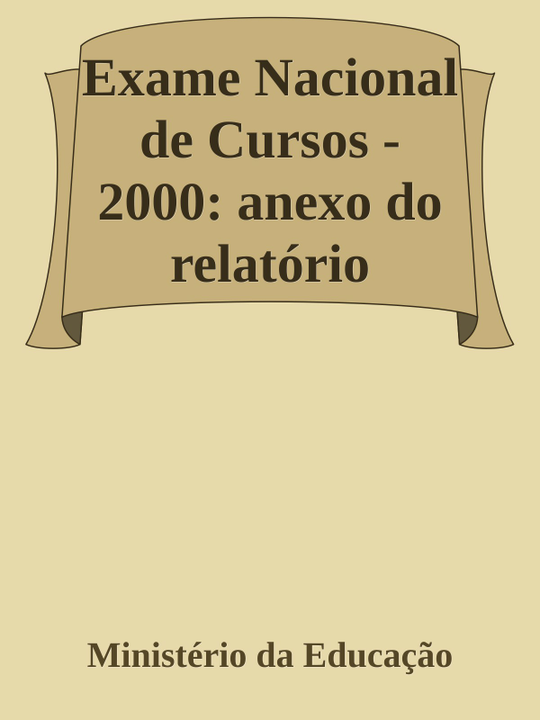 Exame Nacional
de Cursos -
2000: anexo do
relatório
Ministério da Educação